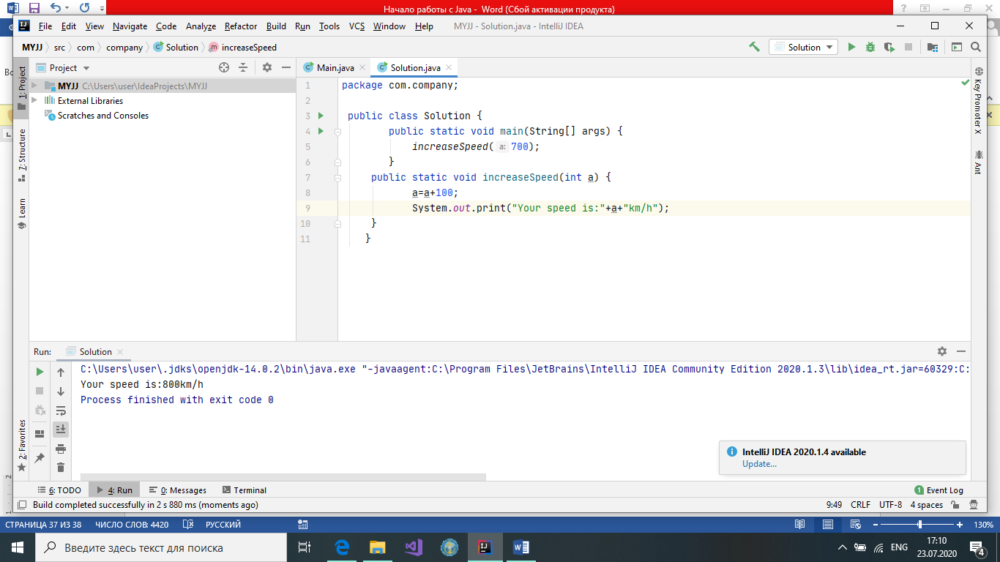 Начало работы с Java - Word (Сбой активации продукта)
File Edit View Navigate Code Analyze Refactor Build Run Tools VCS Window Help MYJJ - Solution.java - IntelliJ IDEA
MYJJ src com company Solution increaseSpeed Solution
1: Project
7: Structure
Learn
2: Favorites
Project
MYJJ C:\Users\user\IdeaProjects\MYJJ
External Libraries
Scratches and Consoles
Main.java Solution.java
1 package com.company;
2
3 public class Solution {
4 public static void main(String[] args) {
5 increaseSpeed( a: 700);
6 }
7 public static void increaseSpeed(int a) {
8 a=a+100;
9 System.out.print("Your speed is:"+a+"km/h");
10 }
11 }
Key Promoter X
Ant
Run: Solution
C:\Users\user\.jdks\openjdk-14.0.2\bin\java.exe "-javaagent:C:\Program Files\JetBrains\IntelliJ IDEA Community Edition 2020.1.3\lib\idea_rt.jar=60329:C:
Your speed is:800km/h
Process finished with exit code 0
IntelliJ IDEA 2020.1.4 available
Update...
6: TODO 4: Run 0: Messages Terminal 1 Event Log
Build completed successfully in 2 s 880 ms (moments ago) 9:49 CRLF UTF-8 4 spaces
СТРАНИЦА 37 ИЗ 38 ЧИСЛО СЛОВ: 4420 РУССКИЙ 130%
Введите здесь текст для поиска ENG 17:10
23.07.2020 4